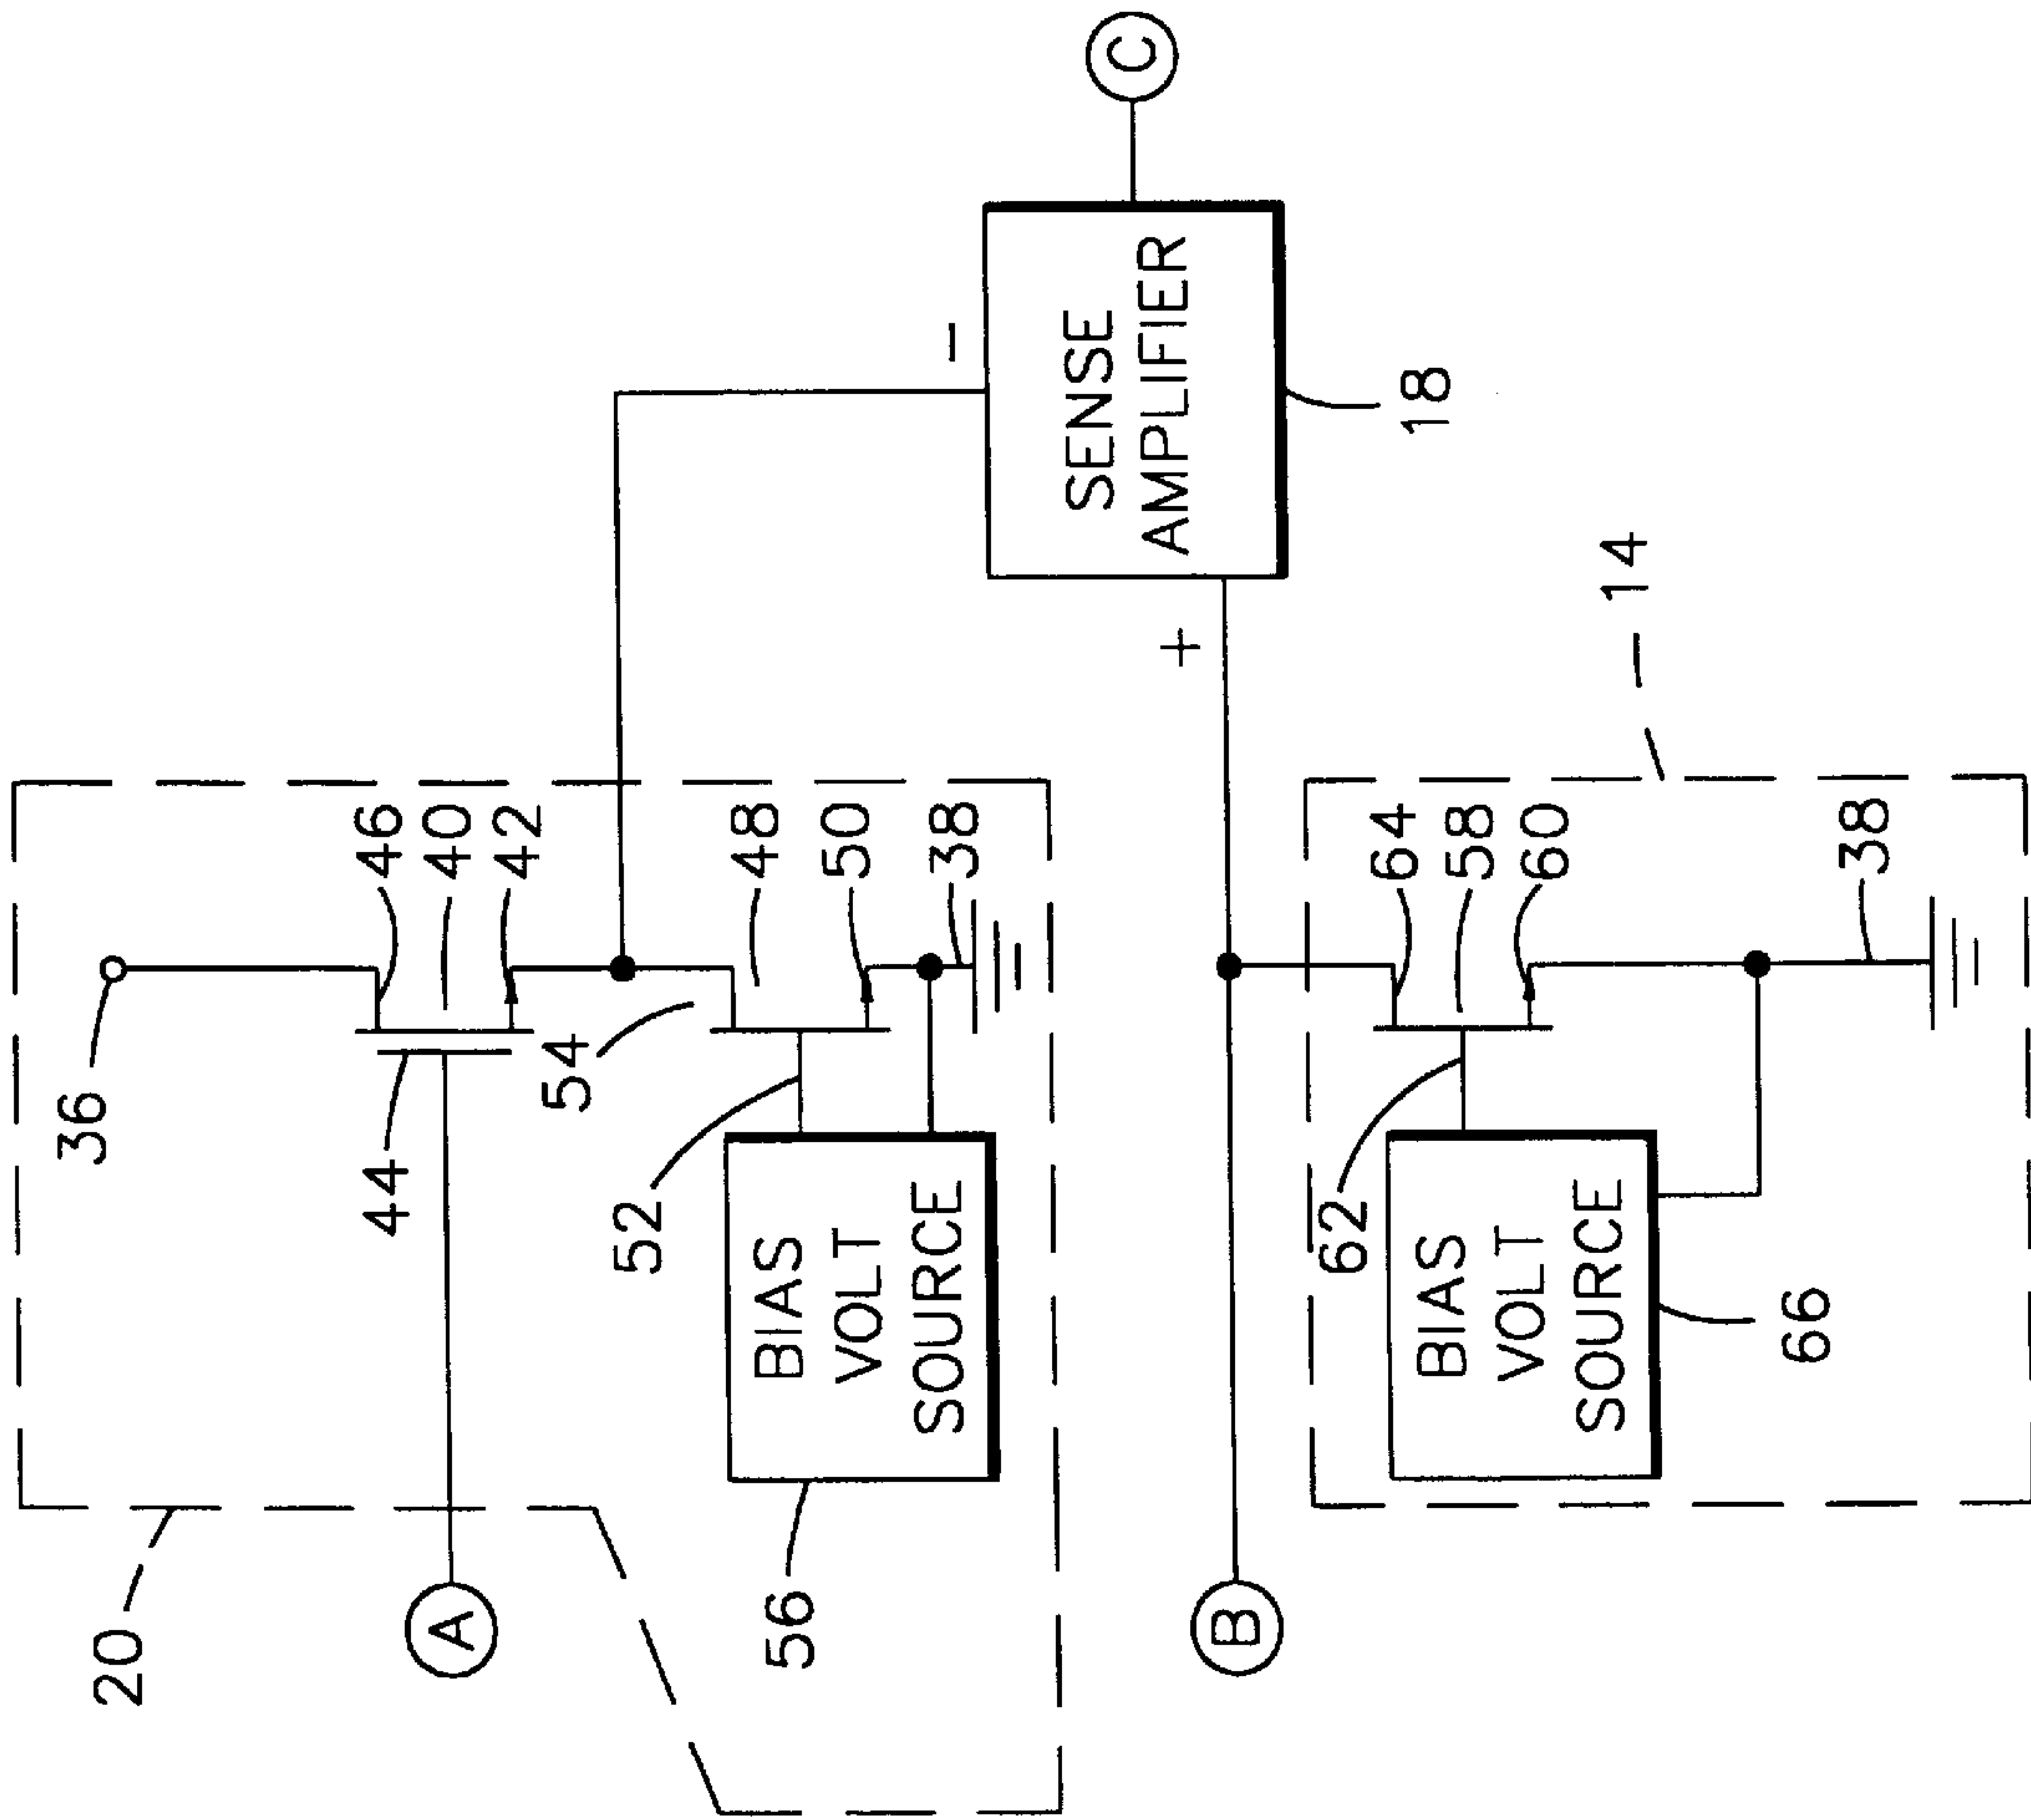 36
46
40
42
44
54
48
50
38
52
BIAS
VOLT
SOURCE
56
20
A
B
C
−
+
SENSE
AMPLIFIER
18
14
64
58
60
38
62
BIAS
VOLT
SOURCE
66